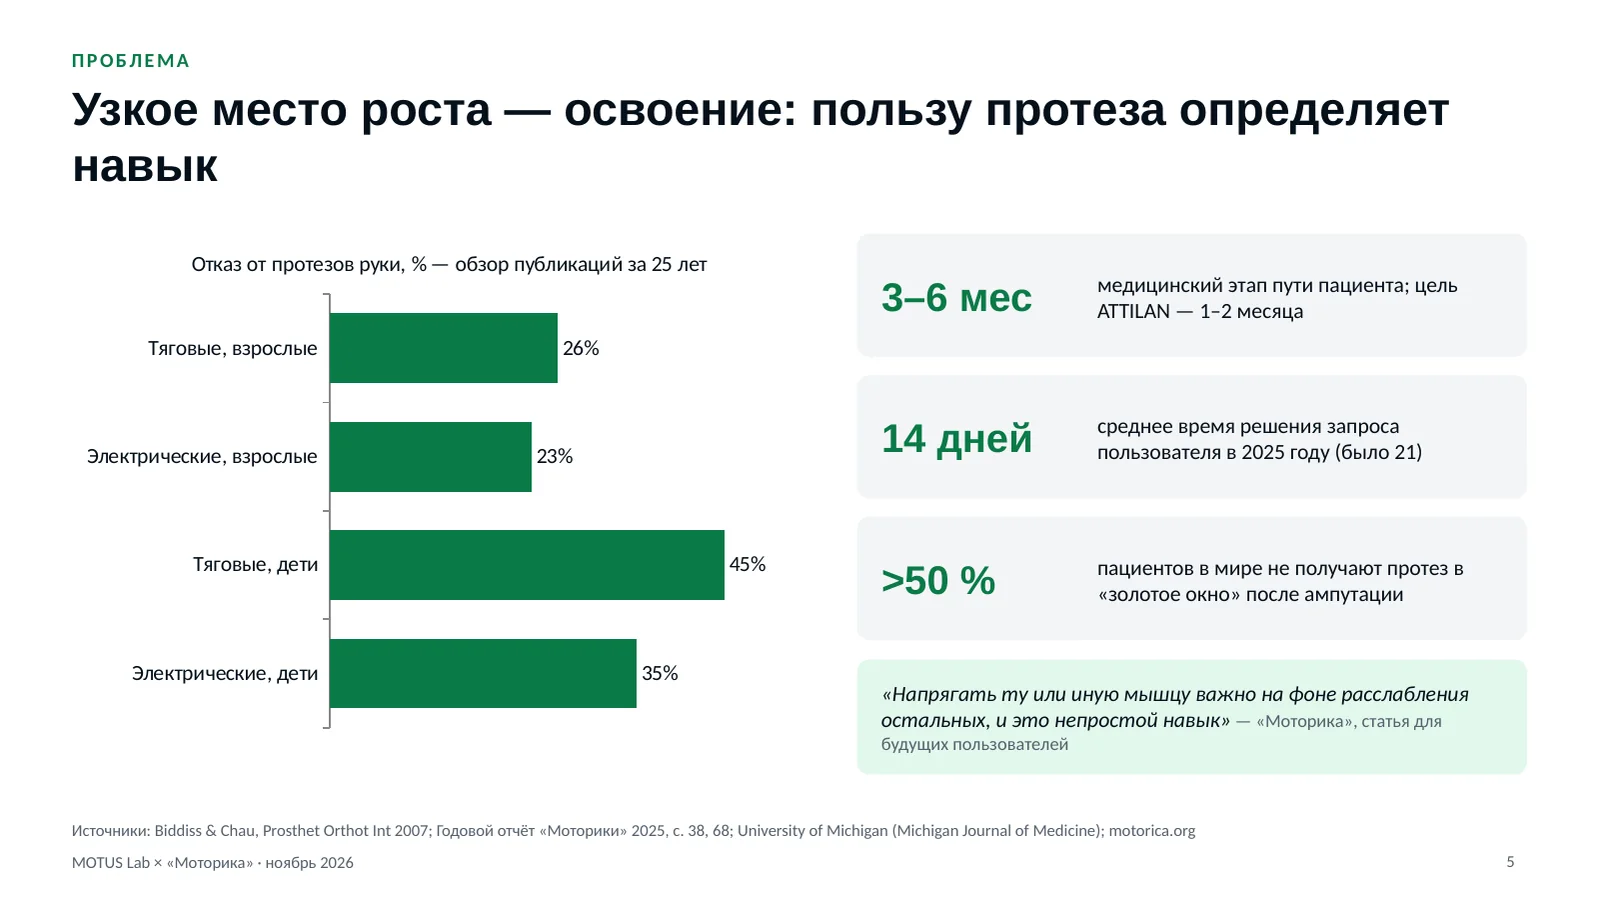 ПРОБЛЕМА
Узкое место роста — освоение: пользу протеза определяет
навык
Отказ от протезов руки, % — обзор публикаций за 25 лет
Тяговые, взрослые
26%
Электрические, взрослые
23%
Тяговые, дети
45%
Электрические, дети
35%
3–6 мес
медицинский этап пути пациента; цель
ATTILAN — 1–2 месяца
14 дней
среднее время решения запроса
пользователя в 2025 году (было 21)
>50 %
пациентов в мире не получают протез в
«золотое окно» после ампутации
«Напрягать ту или иную мышцу важно на фоне расслабления
остальных, и это непростой навык» — «Моторика», статья для
будущих пользователей
Источники: Biddiss & Chau, Prosthet Orthot Int 2007; Годовой отчёт «Моторики» 2025, с. 38, 68; University of Michigan (Michigan Journal of Medicine); motorica.org
MOTUS Lab × «Моторика» · ноябрь 2026
5